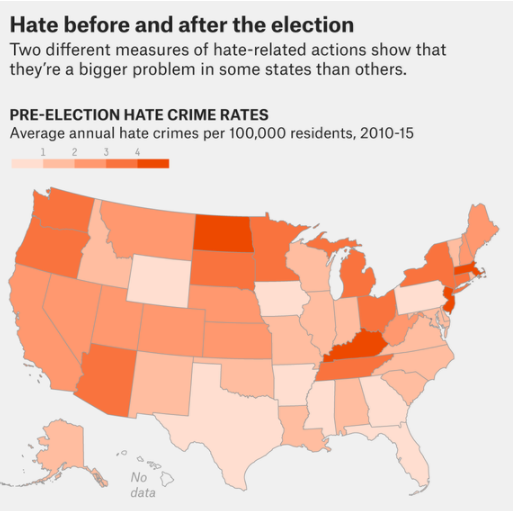 Hate before and after the election
Two different measures of hate-related actions show that
they’re a bigger problem in some states than others.
PRE-ELECTION HATE CRIME RATES
Average annual hate crimes per 100,000 residents, 2010-15
1 2 3 4
No
data